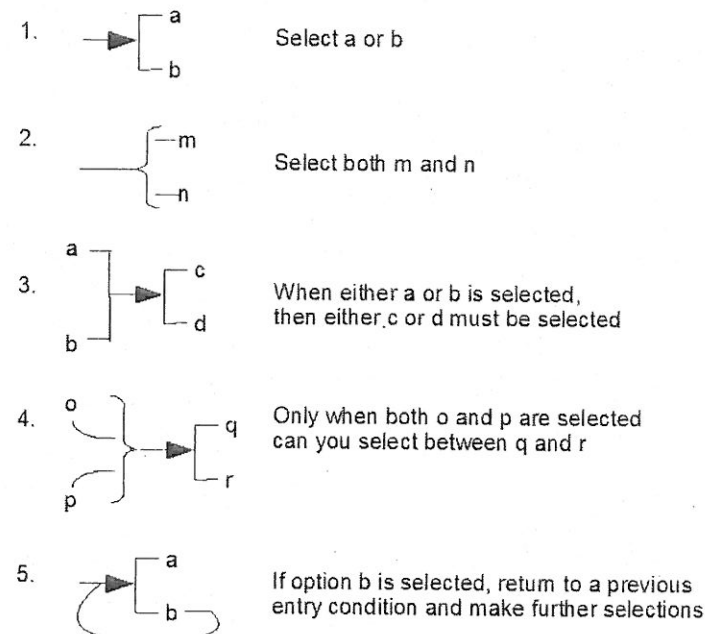 1.
a
b
Select a or b
2.
m
n
Select both m and n
3.
a
b
c
d
When either a or b is selected,
then either c or d must be selected
4.
o
p
q
r
Only when both o and p are selected
can you select between q and r
5.
a
b
If option b is selected, return to a previous
entry condition and make further selections